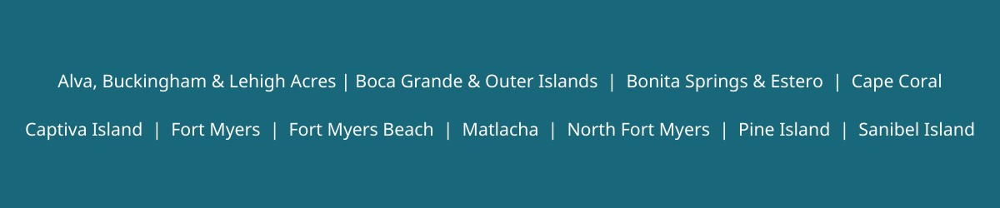 Alva, Buckingham & Lehigh Acres | Boca Grande & Outer Islands | Bonita Springs & Estero | Cape Coral
Captiva Island | Fort Myers | Fort Myers Beach | Matlacha | North Fort Myers | Pine Island | Sanibel Island